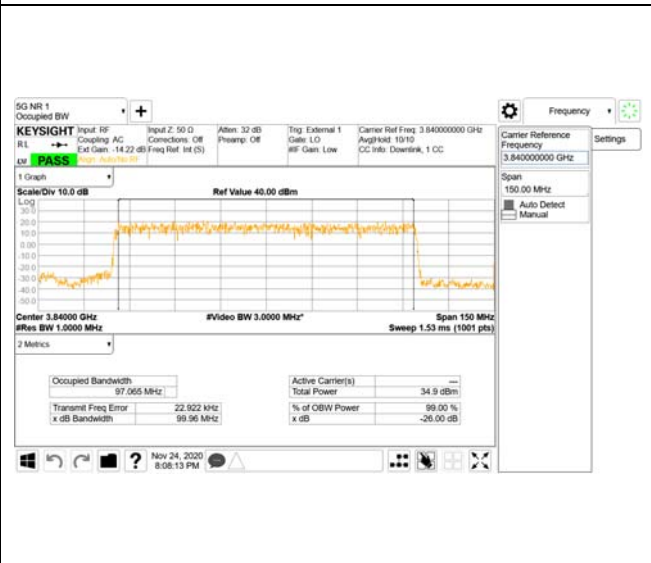 5G NR 1
Occupied BW
Frequency
KEYSIGHT
RL
PASS
Input: RF
Coupling: AC
Ext Gain: -14.22 dB
Align: Auto/No RF
Input Z: 50 Ω
Corrections: Off
Freq Ref: Int (S)
Atten: 32 dB
Preamp: Off
Trig: External 1
Gate: LO
#IF Gain: Low
Carrier Ref Freq: 3.840000000 GHz
Avg|Hold: 10/10
CC Info: Downlink, 1 CC
Carrier Reference
Frequency
3.840000000 GHz
Settings
Span
150.00 MHz
Auto Detect
Manual
1 Graph
Scale/Div 10.0 dB
Ref Value 40.00 dBm
Log
30.0
20.0
10.0
0.00
-10.0
-20.0
-30.0
-40.0
-50.0
Center 3.84000 GHz
#Video BW 3.0000 MHz*
Span 150 MHz
#Res BW 1.0000 MHz
Sweep 1.53 ms (1001 pts)
2 Metrics
Occupied Bandwidth
97.065 MHz
Transmit Freq Error 22.922 kHz
x dB Bandwidth 99.96 MHz
Active Carrier(s) ---
Total Power 34.9 dBm
% of OBW Power 99.00 %
x dB -26.00 dB
?
Nov 24, 2020
8:08:13 PM